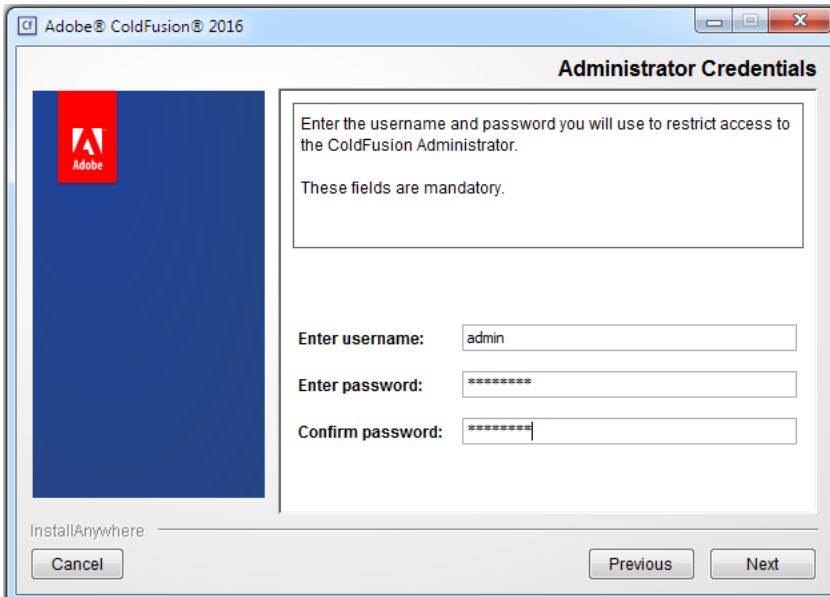 Cf Adobe® ColdFusion® 2016
Administrator Credentials
Adobe
Enter the username and password you will use to restrict access to
the ColdFusion Administrator.
These fields are mandatory.
Enter username: admin
Enter password: ********
Confirm password: ********
InstallAnywhere
Cancel Previous Next